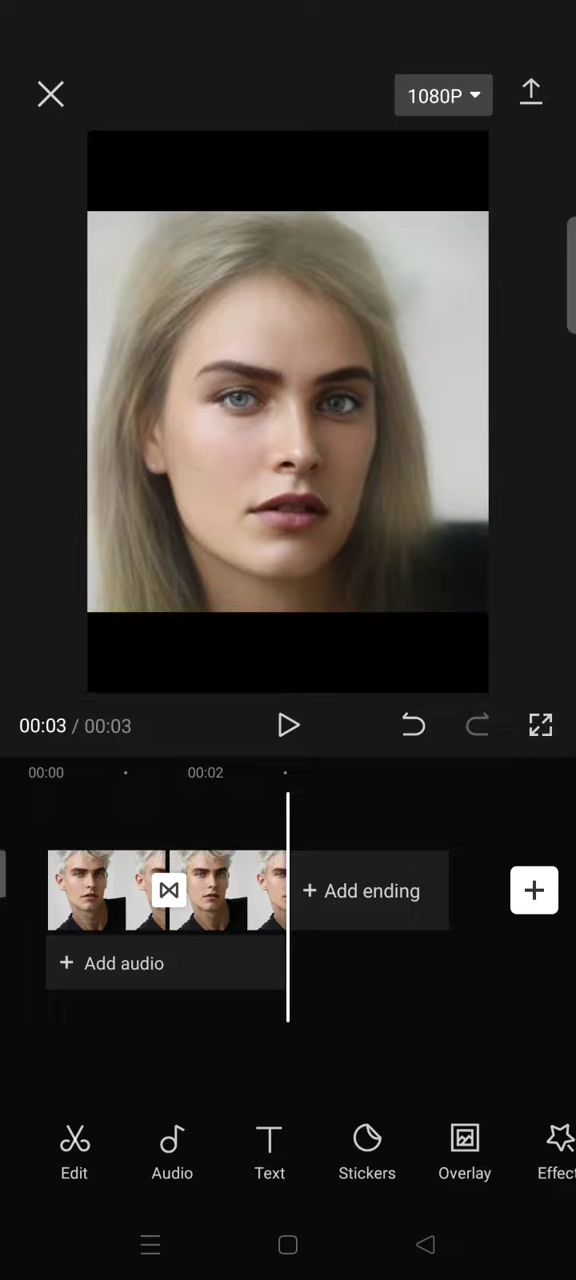 1080P
00:03 / 00:03
00:00 00:02
+ Add ending
+ Add audio
Edit Audio Text Stickers Overlay Effect